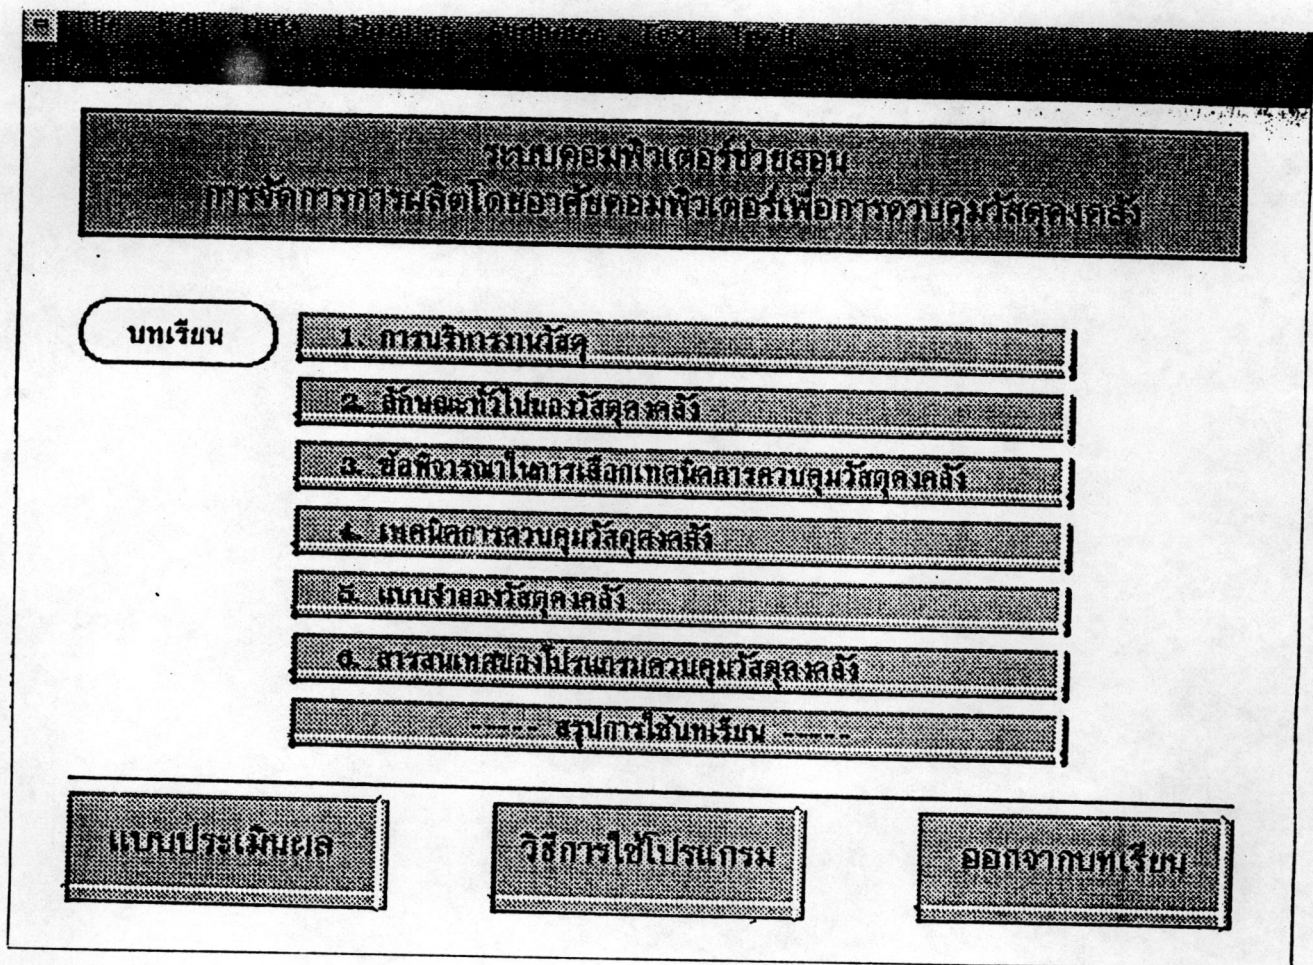 ระบบคอมพิวเตอร์ช่วยสอน
การจัดการการผลิตโดยอาศัยคอมพิวเตอร์เพื่อการควบคุมวัสดุคงคลัง
บทเรียน
1. การบริหารงานวัสดุ
2. ลักษณะทั่วไปของวัสดุคงคลัง
3. ข้อพิจารณาในการเลือกเทคนิคการควบคุมวัสดุคงคลัง
4. เทคนิคการควบคุมวัสดุคงคลัง
5. แบบจำลองวัสดุคงคลัง
6. สารสนเทสของโปรแกรมควบคุมวัสดุคงคลัง
----- สรุปการใช้บทเรียน -----
แบบประเมินผล
วิธีการใช้โปรแกรม
ออกจากบทเรียน